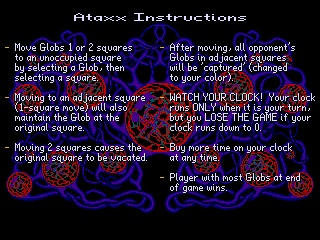 Ataxx Instructions
- Move Globs 1 or 2 squares
to an unoccupied square
by selecting a Glob, then
selecting a square.
- Moving to an adjacent square
(1-square move) will also
maintain the Glob at the
original square.
- Moving 2 squares causes the
original square to be vacated.
- After moving, all opponent's
Globs in adjacent squares
will be 'captured' (changed
to your color).
- WATCH YOUR CLOCK! Your clock
runs ONLY when it is your turn,
but you LOSE THE GAME if your
clock runs down to 0.
- Buy more time on your clock
at any time.
- Player with most Globs at end
of game wins.